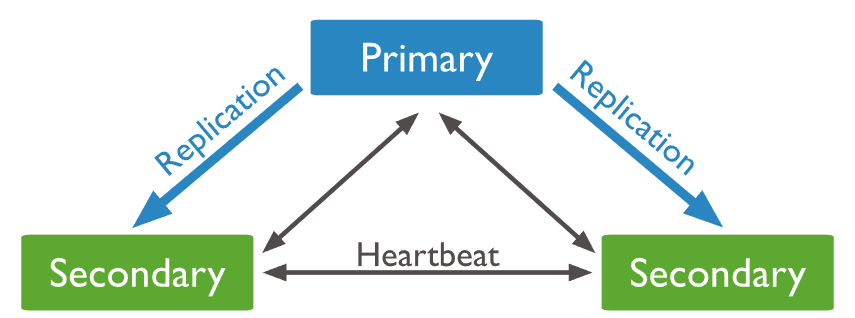 Primary
Replication
Replication
Heartbeat
Secondary
Secondary